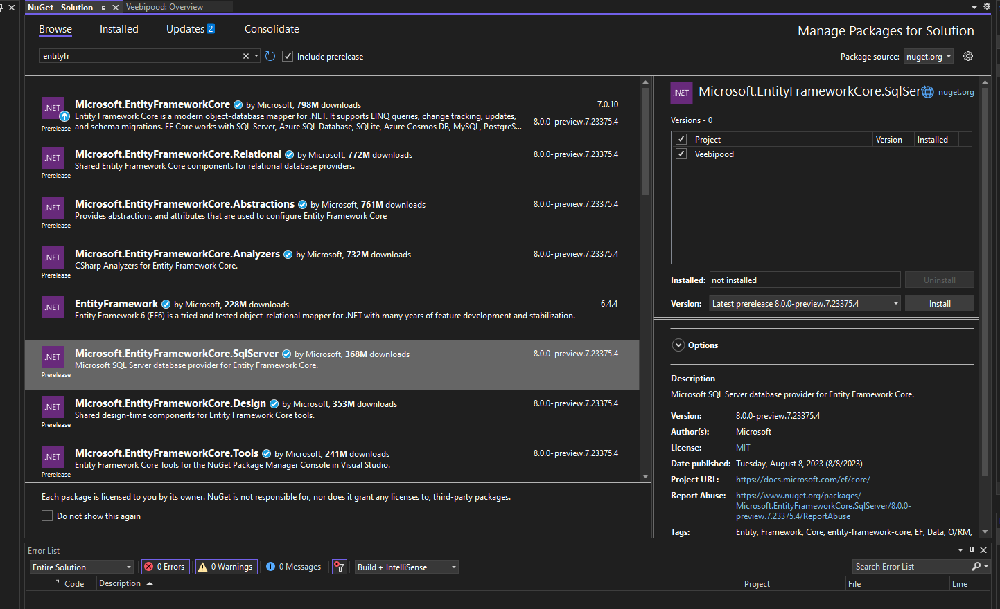 NuGet - Solution
Veebipood: Overview
Browse
Installed
Updates 2
Consolidate
Manage Packages for Solution
entityfr
Include prerelease
Package source: nuget.org
.NET
Prerelease
Microsoft.EntityFrameworkCore by Microsoft, 798M downloads
7.0.10
Entity Framework Core is a modern object-database mapper for .NET. It supports LINQ queries, change tracking, updates,
and schema migrations. EF Core works with SQL Server, Azure SQL Database, SQLite, Azure Cosmos DB, MySQL, PostgreS...
8.0.0-preview.7.23375.4
.NET
Prerelease
Microsoft.EntityFrameworkCore.Relational by Microsoft, 772M downloads
8.0.0-preview.7.23375.4
Shared Entity Framework Core components for relational database providers.
.NET
Prerelease
Microsoft.EntityFrameworkCore.Abstractions by Microsoft, 761M downloads
8.0.0-preview.7.23375.4
Provides abstractions and attributes that are used to configure Entity Framework Core
.NET
Prerelease
Microsoft.EntityFrameworkCore.Analyzers by Microsoft, 732M downloads
8.0.0-preview.7.23375.4
CSharp Analyzers for Entity Framework Core.
.NET
EntityFramework by Microsoft, 228M downloads
6.4.4
Entity Framework 6 (EF6) is a tried and tested object-relational mapper for .NET with many years of feature development and stabilization.
.NET
Prerelease
Microsoft.EntityFrameworkCore.SqlServer by Microsoft, 368M downloads
8.0.0-preview.7.23375.4
Microsoft SQL Server database provider for Entity Framework Core.
.NET
Prerelease
Microsoft.EntityFrameworkCore.Design by Microsoft, 353M downloads
8.0.0-preview.7.23375.4
Shared design-time components for Entity Framework Core tools.
.NET
Prerelease
Microsoft.EntityFrameworkCore.Tools by Microsoft, 241M downloads
8.0.0-preview.7.23375.4
Entity Framework Core Tools for the NuGet Package Manager Console in Visual Studio.
Each package is licensed to you by its owner. NuGet is not responsible for, nor does it grant any licenses to, third-party packages.
Do not show this again
.NET
Microsoft.EntityFrameworkCore.SqlSer
nuget.org
Versions - 0
Project Version Installed
Veebipood
Installed: not installed Uninstall
Version: Latest prerelease 8.0.0-preview.7.23375.4 Install
Options
Description
Microsoft SQL Server database provider for Entity Framework Core.
Version: 8.0.0-preview.7.23375.4
Author(s): Microsoft
License: MIT
Date published: Tuesday, August 8, 2023 (8/8/2023)
Project URL: https://docs.microsoft.com/ef/core/
Report Abuse: https://www.nuget.org/packages/
Microsoft.EntityFrameworkCore.SqlServer/8.0.0-
preview.7.23375.4/ReportAbuse
Tags: Entity, Framework, Core, entity-framework-core, EF, Data, O/RM,
Error List
Entire Solution
0 Errors
0 Warnings
0 Messages
Build + IntelliSense
Search Error List
Code Description Project File Line